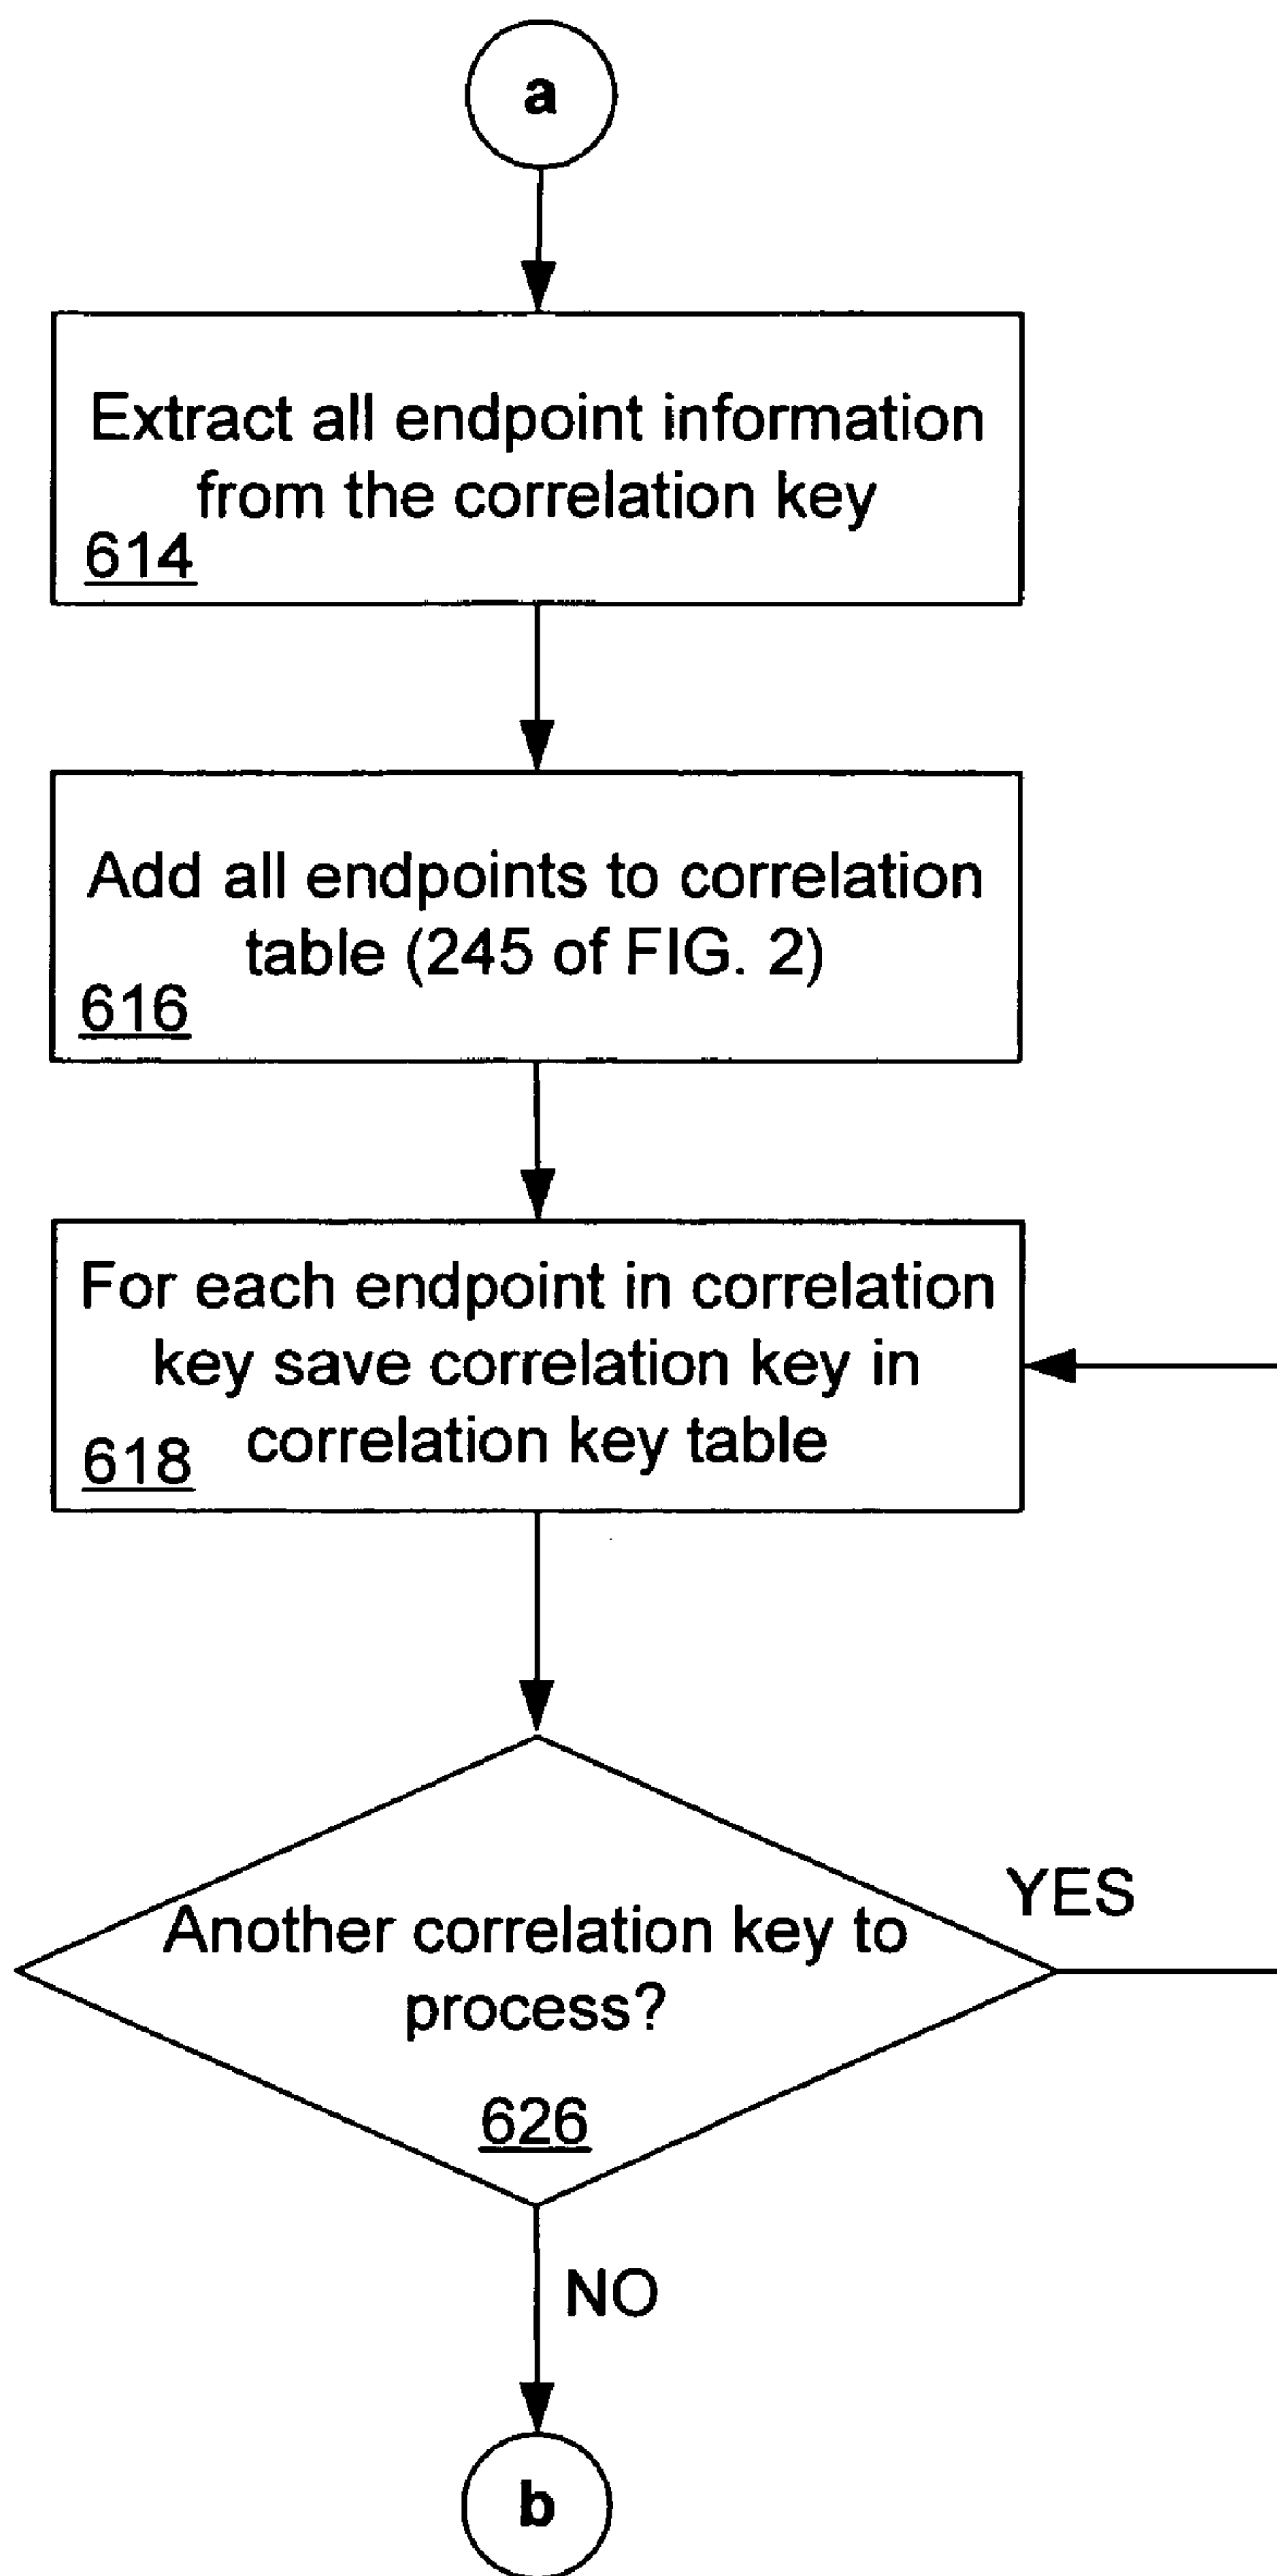 a
Extract all endpoint information
from the correlation key
614
Add all endpoints to correlation
table (245 of FIG. 2)
616
For each endpoint in correlation
key save correlation key in
correlation key table
618
Another correlation key to
process?
626
YES
NO
b